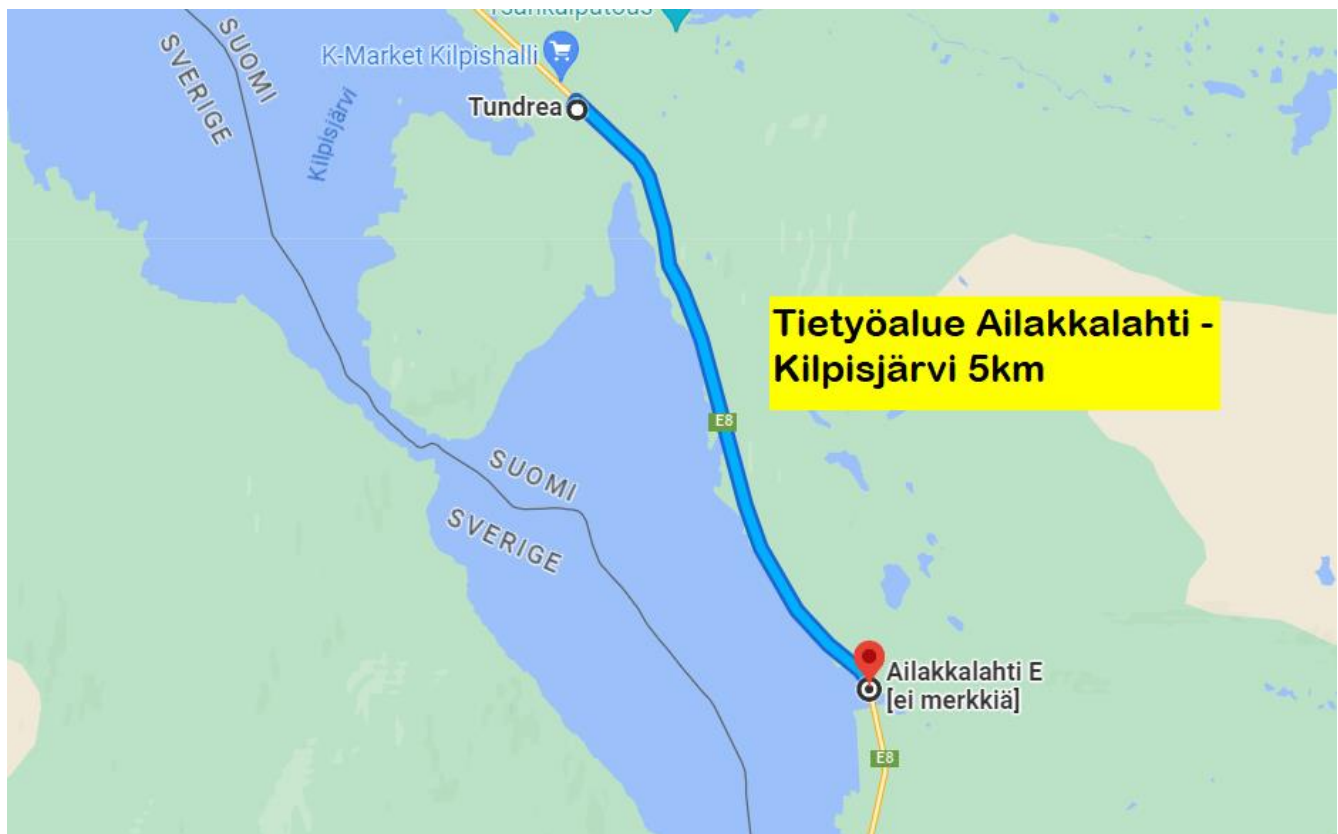 SUOMI
SVERIGE
K-Market Kilpishalli
Tundrea
Kilpisjärvi
Tietyöalue Ailakkalahti -
Kilpisjärvi 5km
E8
SUOMI
SVERIGE
Ailakkalahti E
[ei merkkiä]
E8